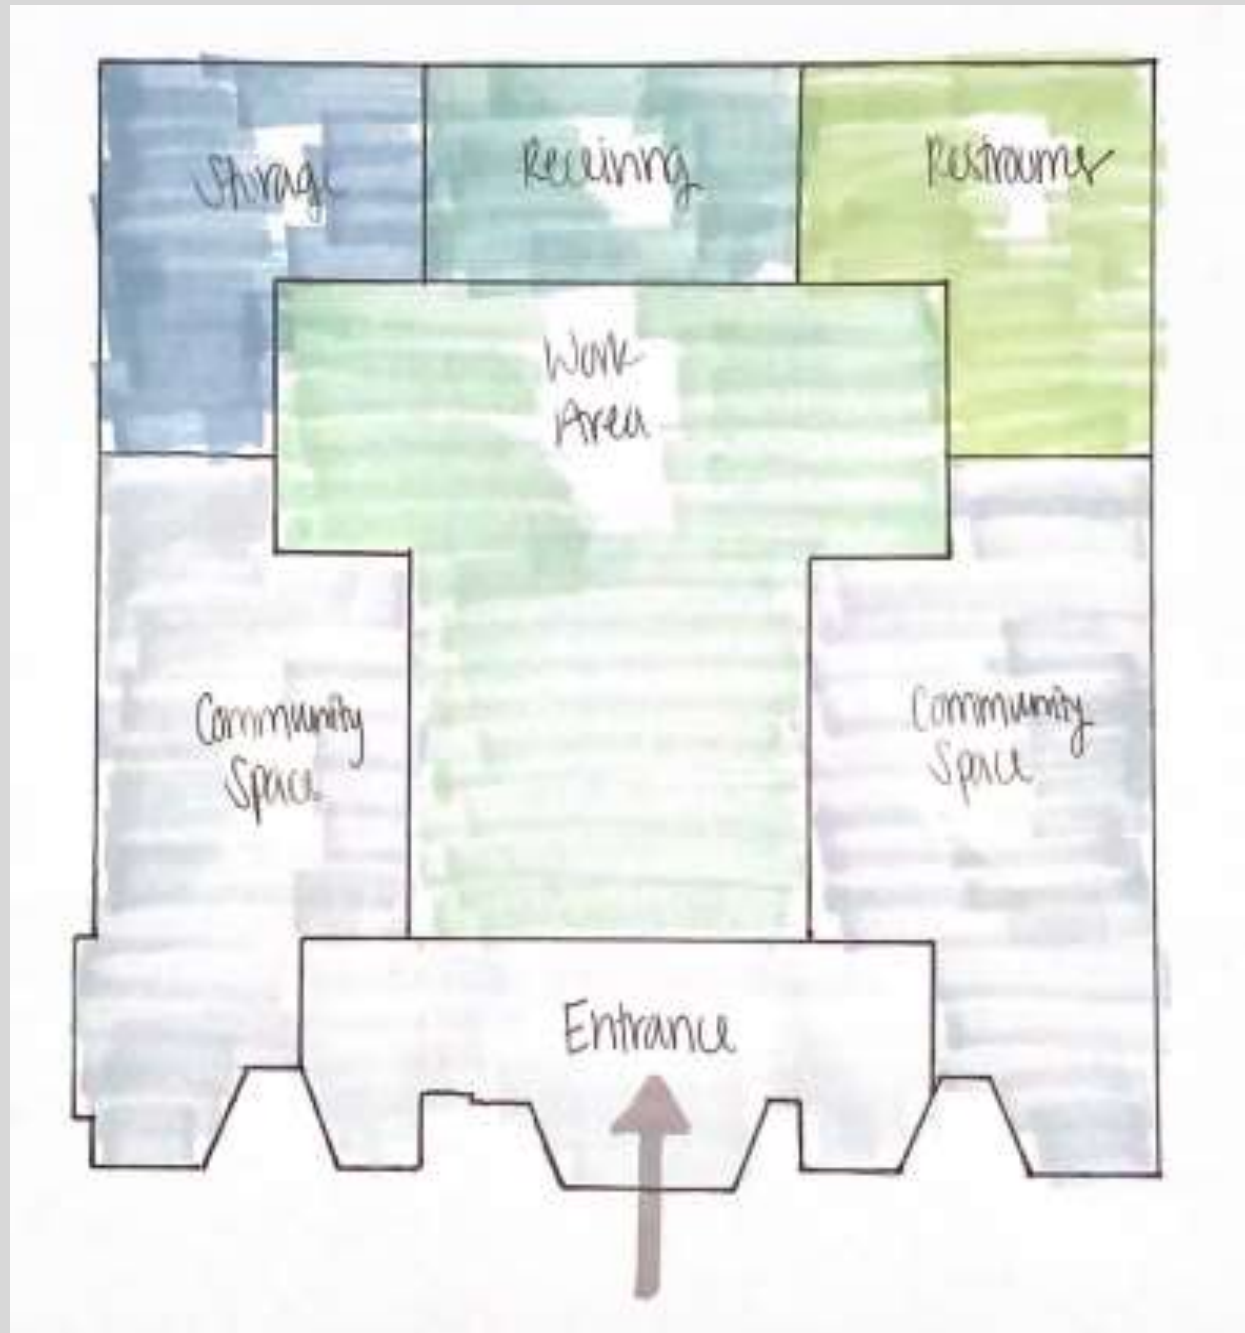 Storage
Receiving
Restrooms
Work
Area
Community
Space
Community
Space
Entrance